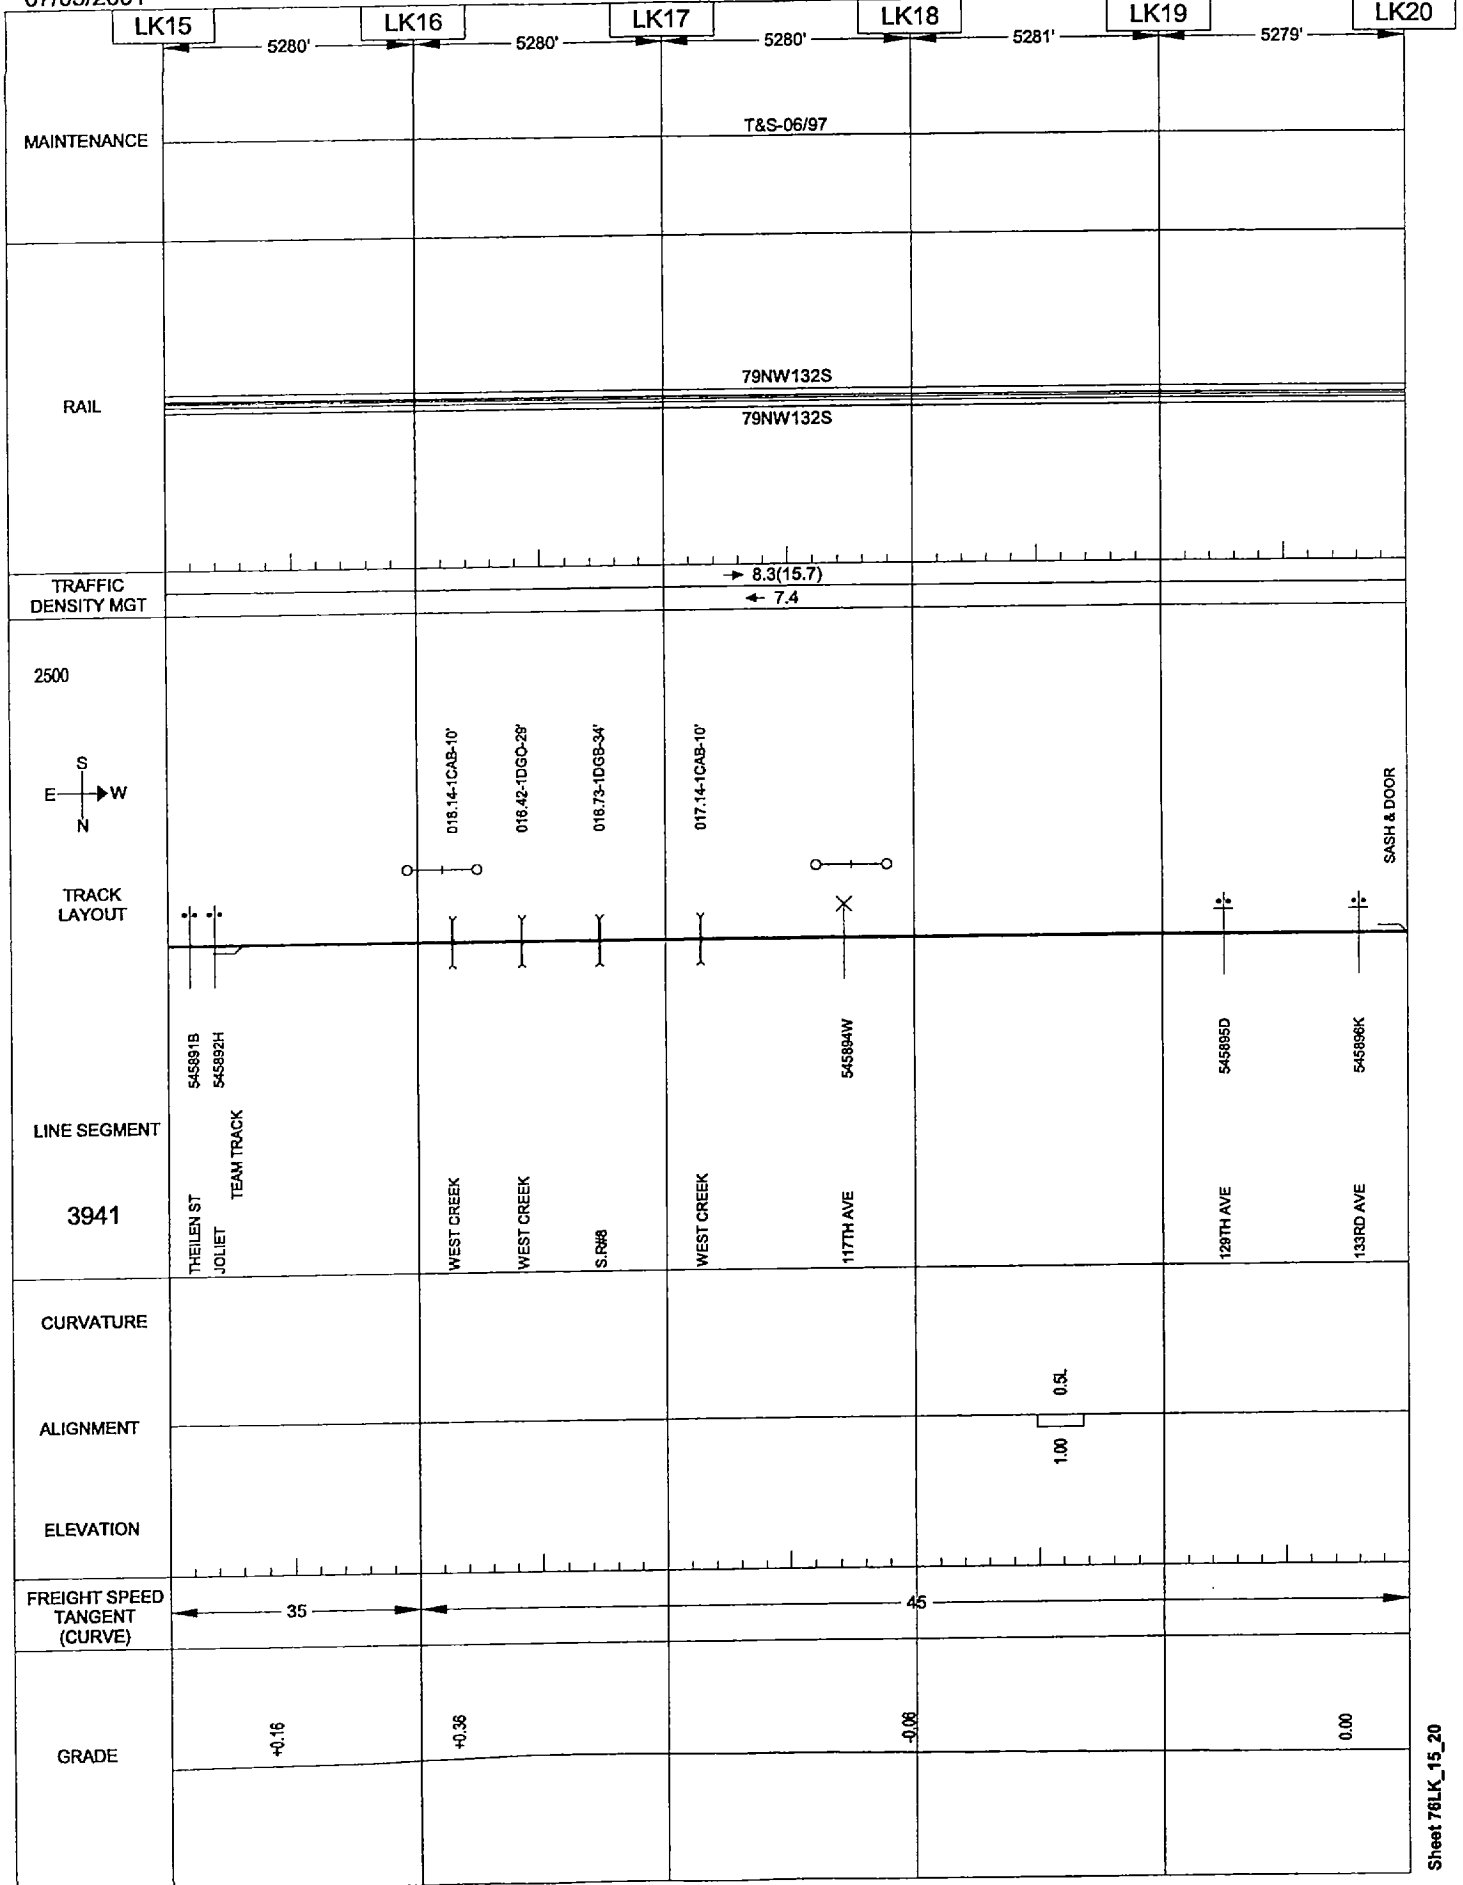 LK15 LK16 LK17 LK18 LK19 LK20
5280' 5280' 5280' 5281' 5279'
MAINTENANCE
T&S-06/97
RAIL
79NW132S
79NW132S
TRAFFIC
DENSITY MGT
→ 8.3(15.7)
← 7.4
2500
S
E W
N
TRACK
LAYOUT
016.14-1CAB-10'
016.42-1DGO-29'
016.73-1DGB-34'
017.14-1CAB-10'
SASH & DOOR
LINE SEGMENT
3941
545891B
545892H
545894W
545895D
545896K
THEILEN ST
JOLIET
TEAM TRACK
WEST CREEK
WEST CREEK
S.R#8
WEST CREEK
117TH AVE
129TH AVE
133RD AVE
CURVATURE
0.5L
ALIGNMENT
1.00
ELEVATION
FREIGHT SPEED
TANGENT
(CURVE)
35 45
GRADE
+0.16
+0.36
-0.06
0.00
Sheet 76LK_15_20